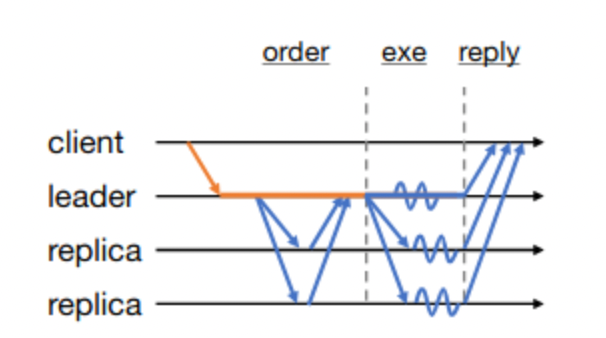 order exe reply
client
leader
replica
replica